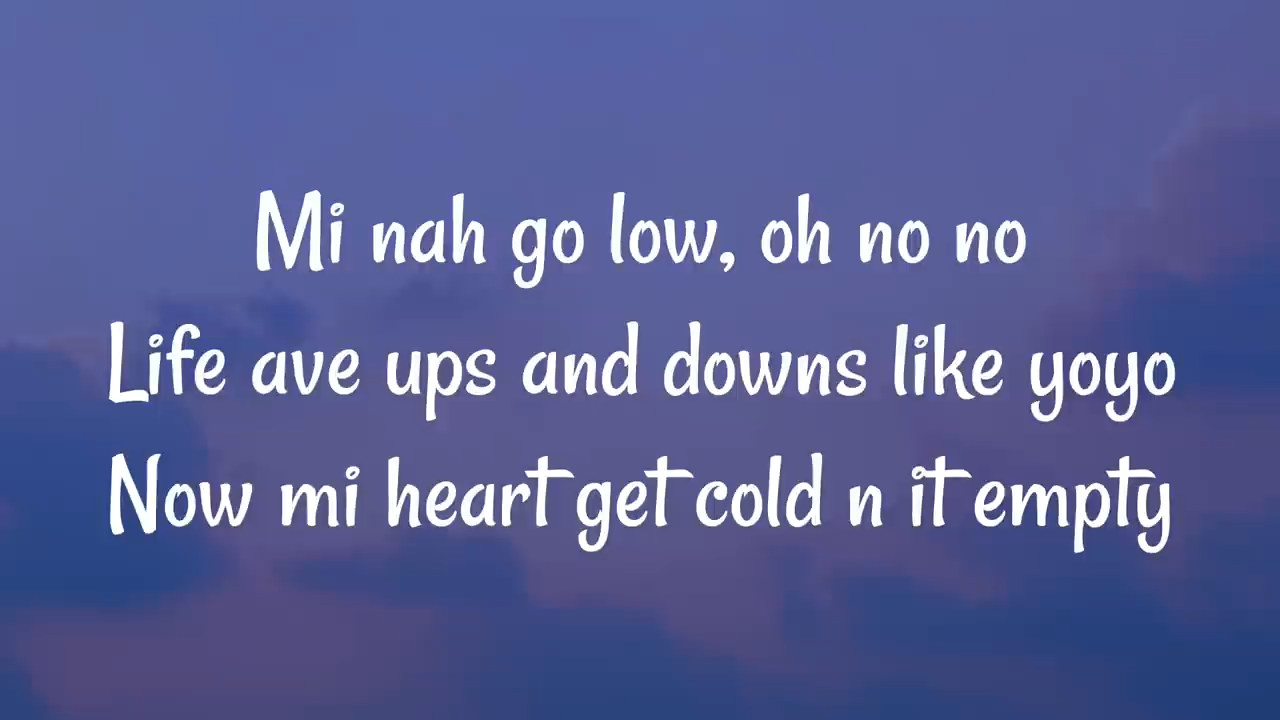 Mi nah go low, oh no no
Life ave ups and downs like yoyo
Now mi heart get cold n it empty